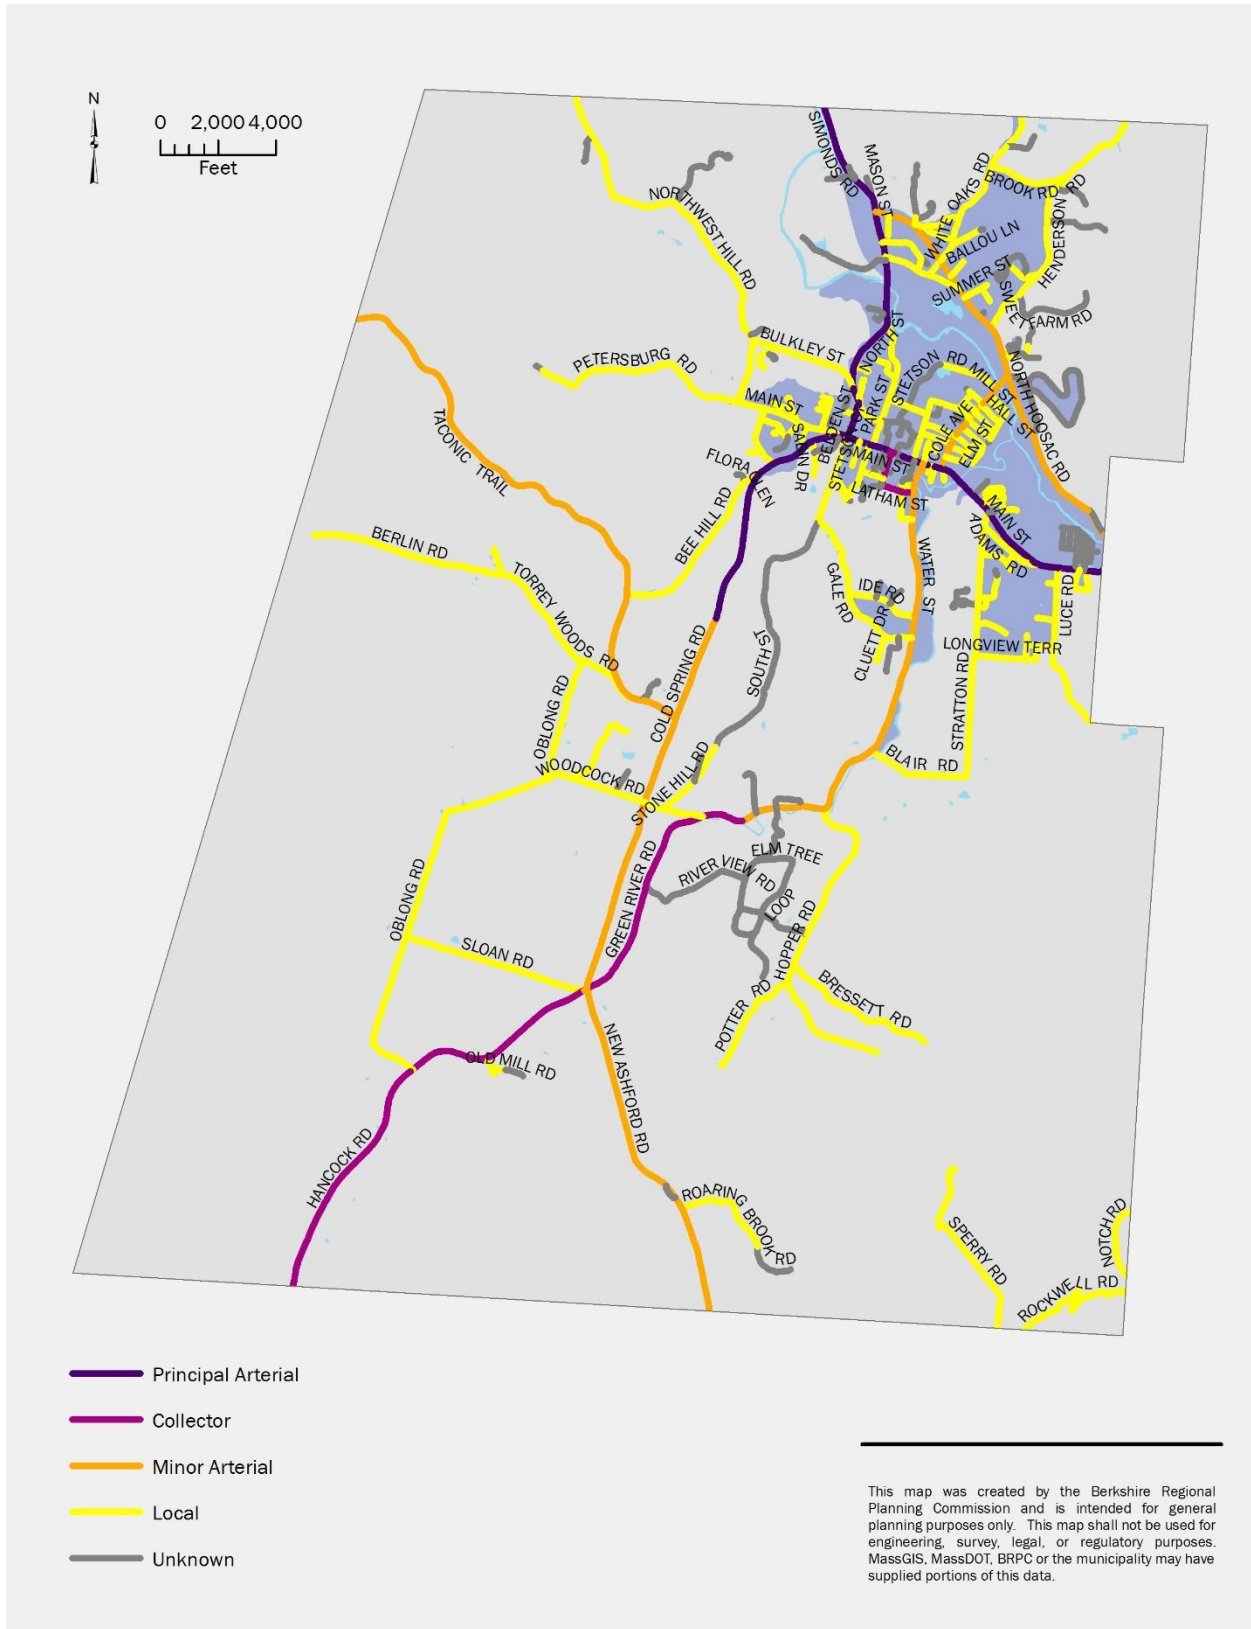 N
0 2,000 4,000
Feet
SIMONDS RD
MASON ST
WHITE OAKS RD
BROOK RD
RD
NORTHWEST HILL RD
BALLOU LN
HENDERSON
SUMMER ST
SWEET FARM RD
BULKLEY ST
NORTH ST
PETERSBURG RD
STETSON RD
MILL ST
NORTH HOOSAC RD
MAIN ST
BELDEN ST
PARK ST
COLE AVE
HALL ST
ELM ST
TACONIC TRAIL
SABIN DR
STETSON CT
FLORA GLEN
MAIN ST
LATHAM ST
MAIN ST
ADAMS RD
BEE HILL RD
BERLIN RD
WATER ST
TORREY WOODS RD
GALE RD
IDE RD
CLUETT DR
LUCE RD
LONGVIEW TERR
COLD SPRING RD
SOUTH ST
STRATTON RD
OBLONG RD
WOODCOCK RD
STONE HILL RD
BLAIR RD
ELM TREE
LOOP
RIVER VIEW RD
GREEN RIVER RD
OBLONG RD
SLOAN RD
HOPPER RD
POTTER RD
BRESSETT RD
OLD MILL RD
NEW ASHFORD RD
HANCOCK RD
ROARING BROOK RD
SPERRY RD
NOTCH RD
ROCKWELL RD
Principal Arterial
Collector
Minor Arterial
Local
Unknown
This map was created by the Berkshire Regional
Planning Commission and is intended for general
planning purposes only. This map shall not be used for
engineering, survey, legal, or regulatory purposes.
MassGIS, MassDOT, BRPC or the municipality may have
supplied portions of this data.